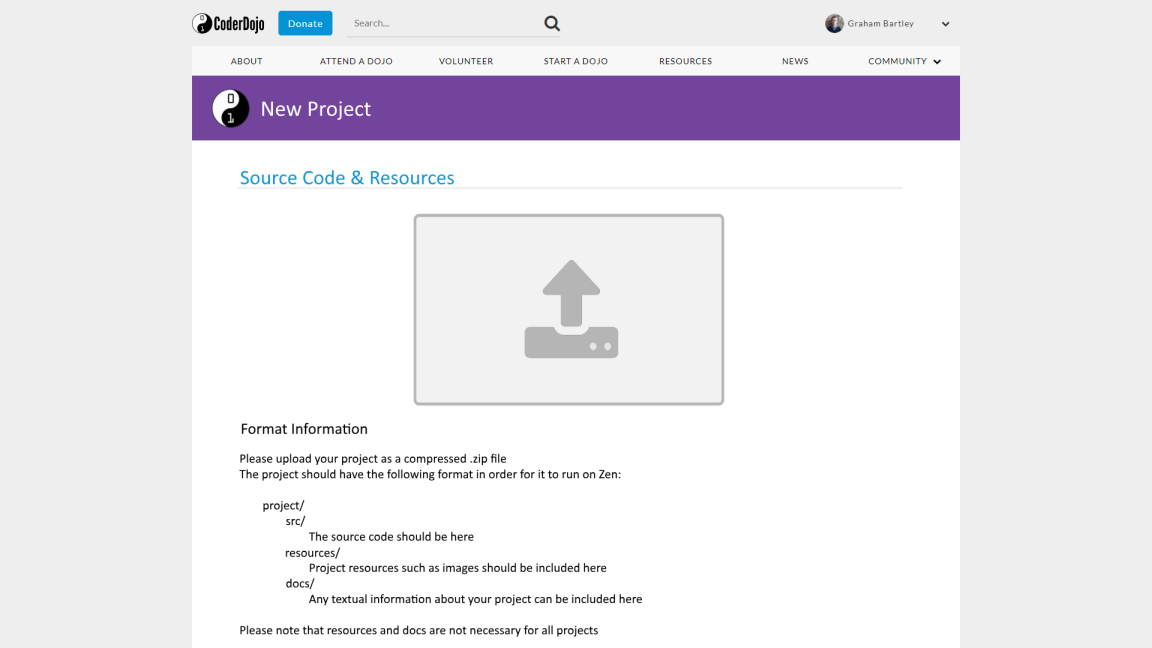 CoderDojo
Donate
Search...
Graham Bartley
ABOUT
ATTEND A DOJO
VOLUNTEER
START A DOJO
RESOURCES
NEWS
COMMUNITY
0
1
New Project
Source Code & Resources
Format Information
Please upload your project as a compressed .zip file
The project should have the following format in order for it to run on Zen:
project/
src/
The source code should be here
resources/
Project resources such as images should be included here
docs/
Any textual information about your project can be included here
Please note that resources and docs are not necessary for all projects